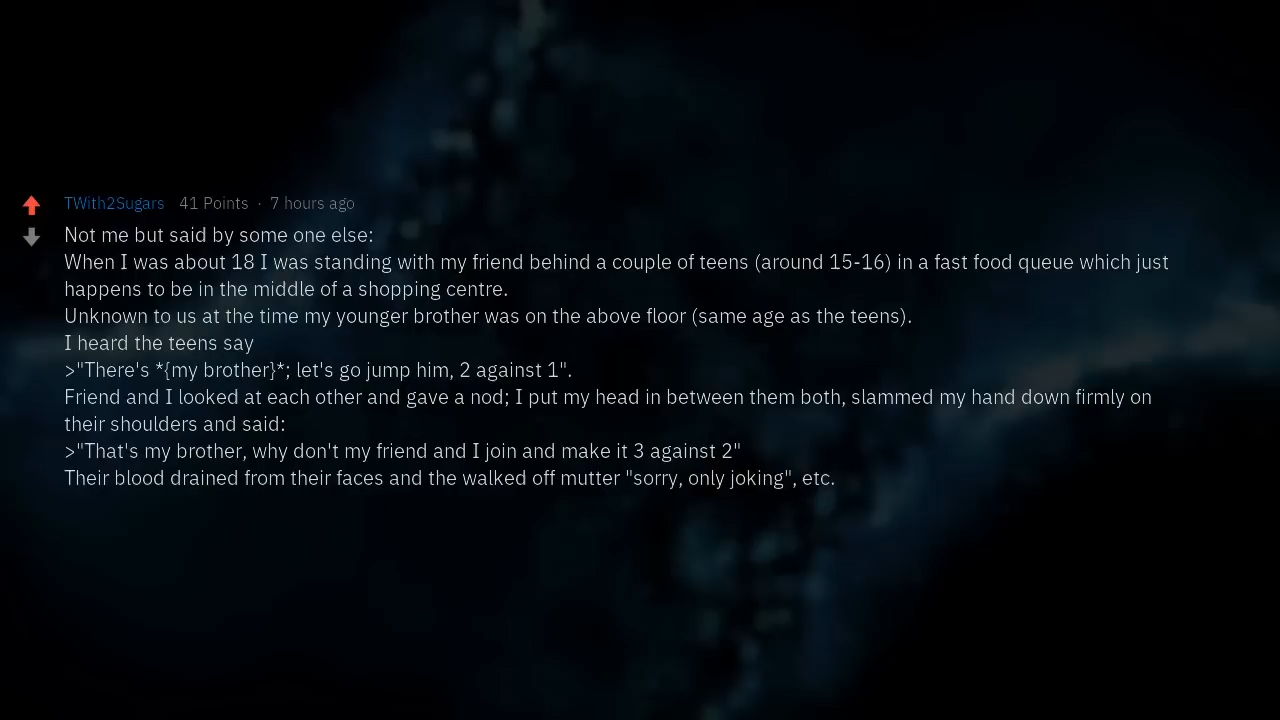 TWith2Sugars 41 Points · 7 hours ago
Not me but said by some one else:
When I was about 18 I was standing with my friend behind a couple of teens (around 15-16) in a fast food queue which just
happens to be in the middle of a shopping centre.
Unknown to us at the time my younger brother was on the above floor (same age as the teens).
I heard the teens say
>"There's *{my brother}*; let's go jump him, 2 against 1".
Friend and I looked at each other and gave a nod; I put my head in between them both, slammed my hand down firmly on
their shoulders and said:
>"That's my brother, why don't my friend and I join and make it 3 against 2"
Their blood drained from their faces and the walked off mutter "sorry, only joking", etc.